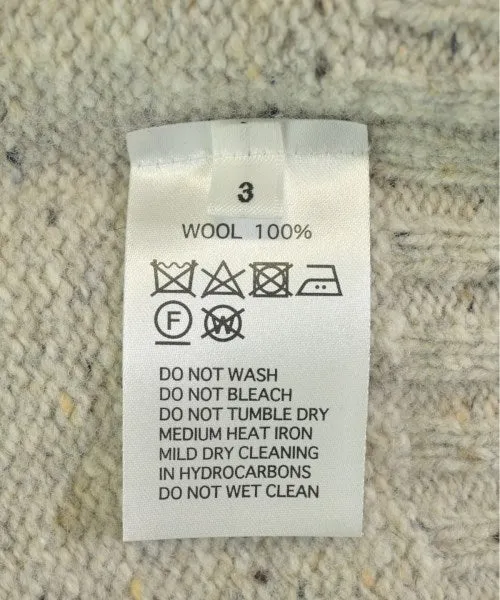 3
WOOL 100%
F W
DO NOT WASH
DO NOT BLEACH
DO NOT TUMBLE DRY
MEDIUM HEAT IRON
MILD DRY CLEANING
IN HYDROCARBONS
DO NOT WET CLEAN